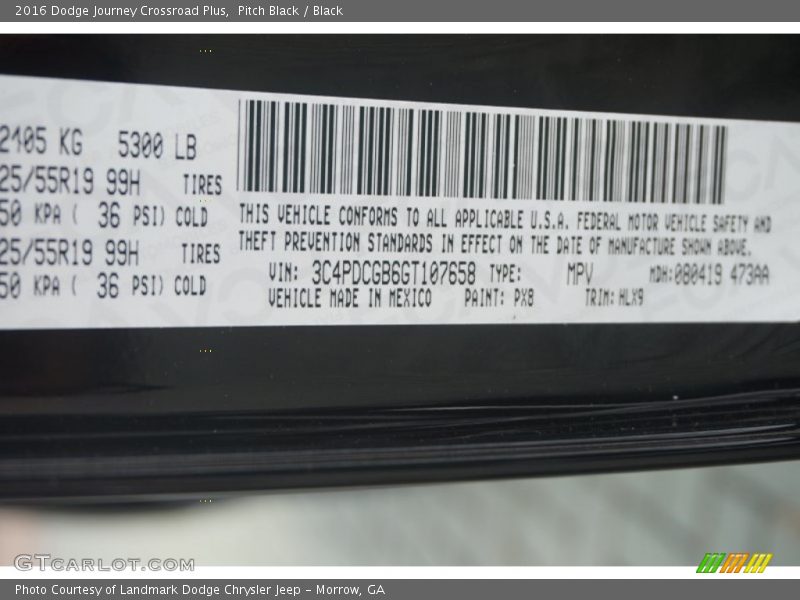 2016 Dodge Journey Crossroad Plus, Pitch Black / Black
2405 KG 5300 LB
25/55R19 99H TIRES
50 KPA ( 36 PSI) COLD
25/55R19 99H TIRES
50 KPA ( 36 PSI) COLD
THIS VEHICLE CONFORMS TO ALL APPLICABLE U.S.A. FEDERAL MOTOR VEHICLE SAFETY AND
THEFT PREVENTION STANDARDS IN EFFECT ON THE DATE OF MANUFACTURE SHOWN ABOVE.
VIN: 3C4PDCGB6GT107658 TYPE: MPV MDH:080419 473AA
VEHICLE MADE IN MEXICO PAINT: PX8 TRIM: HLX9
GTCARLOT.COM
Photo Courtesy of Landmark Dodge Chrysler Jeep - Morrow, GA